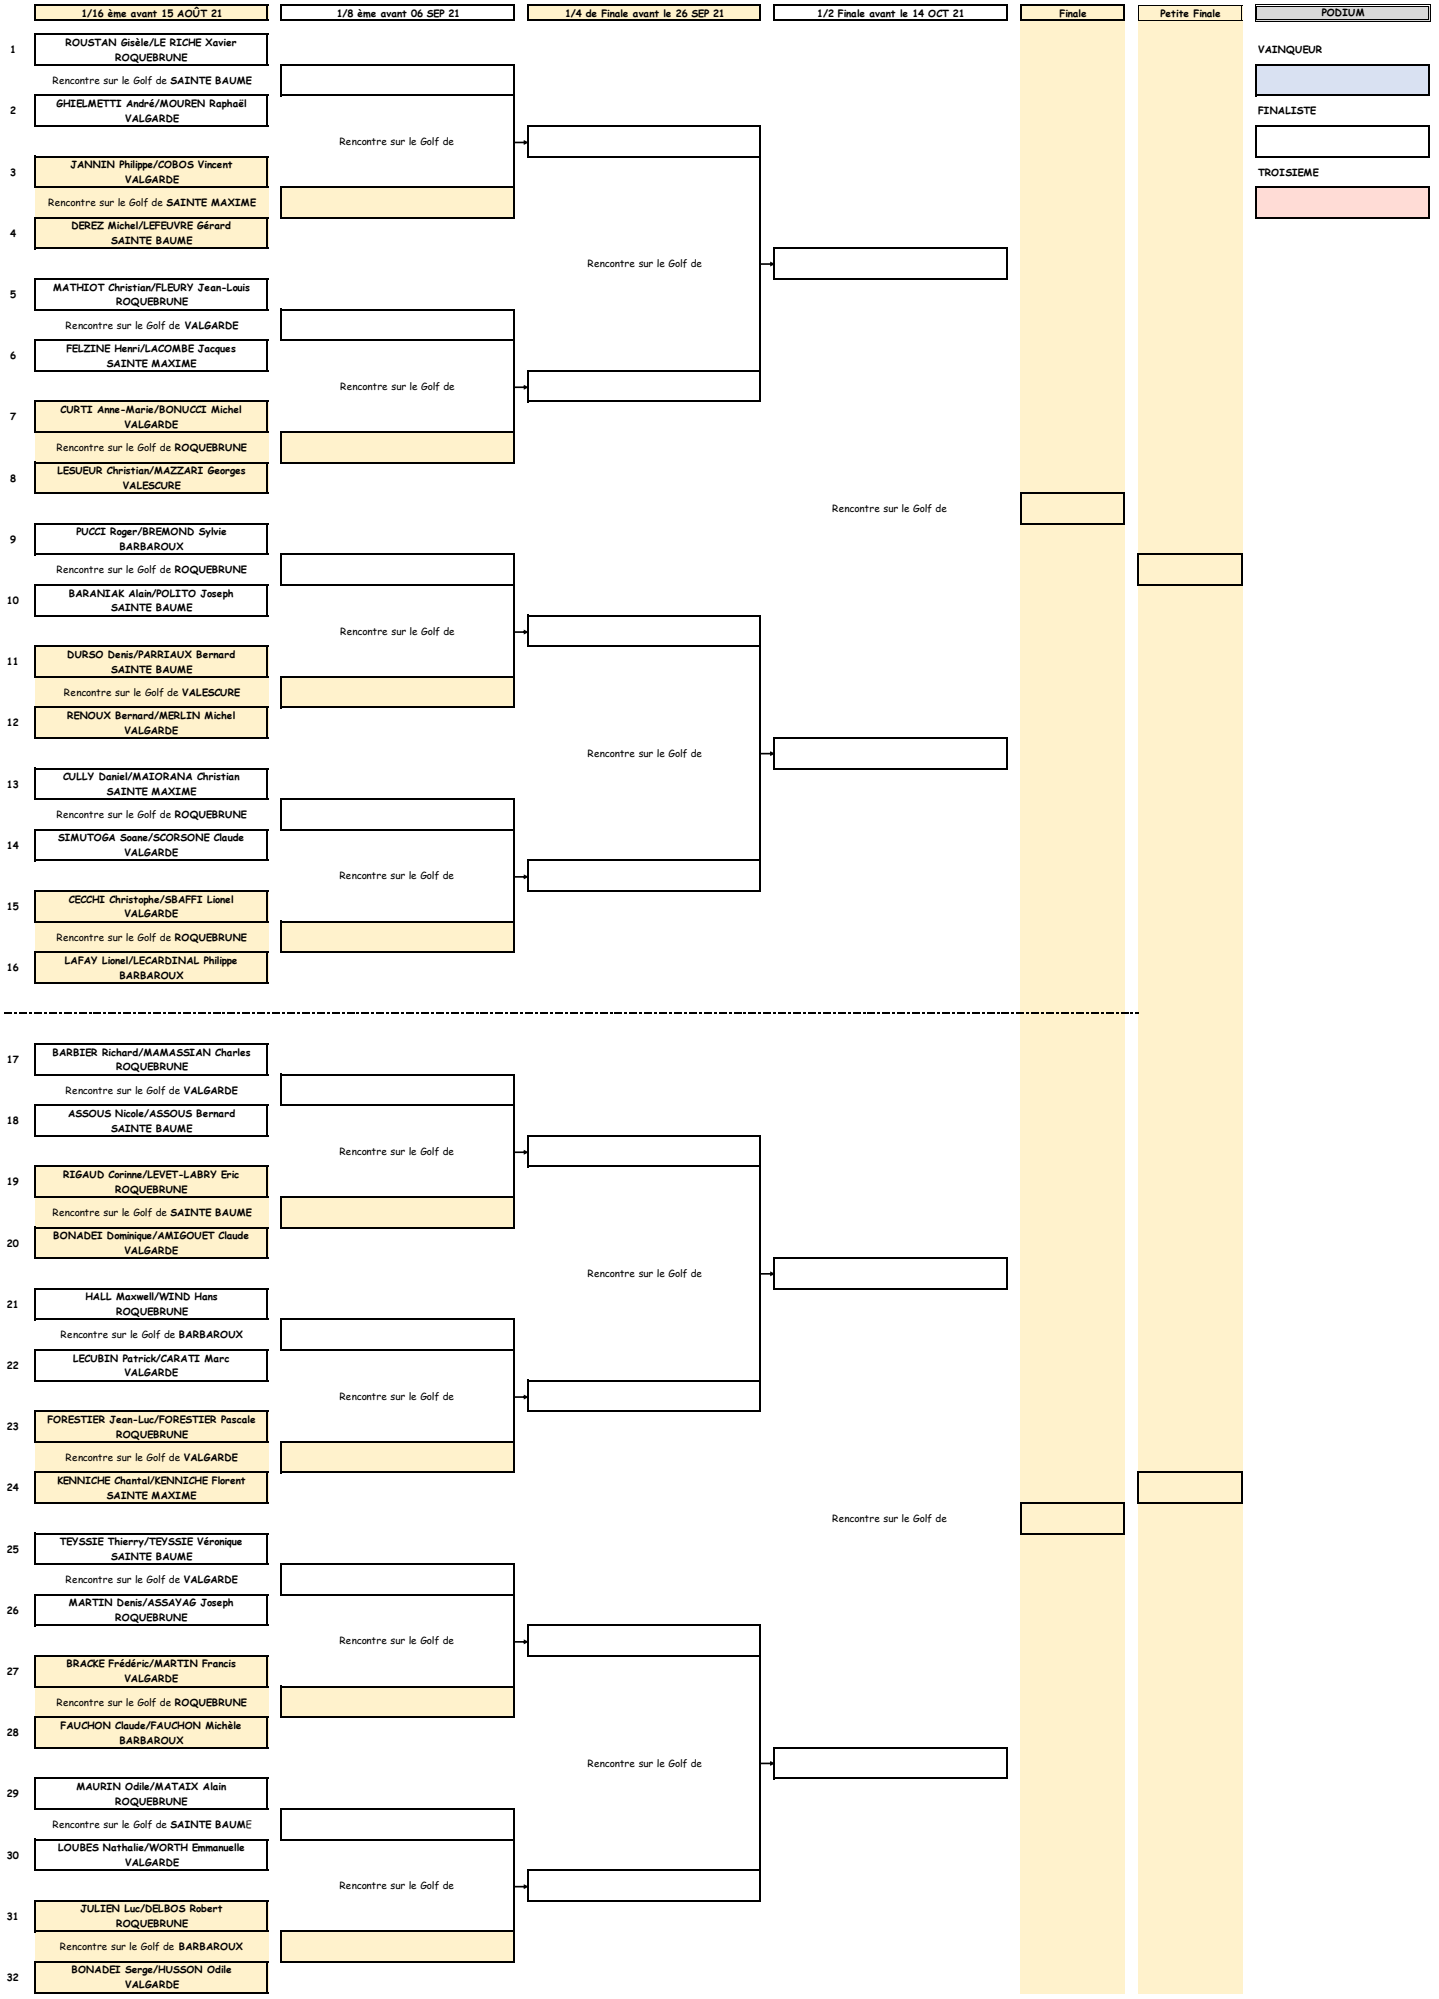 1/16 ème avant 15 AOÛT 21
1/8 ème avant 06 SEP 21
1/4 de Finale avant le 26 SEP 21
1/2 Finale avant le 14 OCT 21
Finale
Petite Finale
PODIUM
1
ROUSTAN Gisèle/LE RICHE Xavier
ROQUEBRUNE
VAINQUEUR
Rencontre sur le Golf de SAINTE BAUME
2
GHIELMETTI André/MOUREN Raphaël
VALGARDE
FINALISTE
Rencontre sur le Golf de
3
JANNIN Philippe/COBOS Vincent
VALGARDE
TROISIEME
Rencontre sur le Golf de SAINTE MAXIME
4
DEREZ Michel/LEFEUVRE Gérard
SAINTE BAUME
Rencontre sur le Golf de
5
MATHIOT Christian/FLEURY Jean-Louis
ROQUEBRUNE
Rencontre sur le Golf de VALGARDE
6
FELZINE Henri/LACOMBE Jacques
SAINTE MAXIME
Rencontre sur le Golf de
7
CURTI Anne-Marie/BONUCCI Michel
VALGARDE
Rencontre sur le Golf de ROQUEBRUNE
8
LESUEUR Christian/MAZZARI Georges
VALESCURE
Rencontre sur le Golf de
9
PUCCI Roger/BREMOND Sylvie
BARBAROUX
Rencontre sur le Golf de ROQUEBRUNE
10
BARANIAK Alain/POLITO Joseph
SAINTE BAUME
Rencontre sur le Golf de
11
DURSO Denis/PARRIAUX Bernard
SAINTE BAUME
Rencontre sur le Golf de VALESCURE
12
RENOUX Bernard/MERLIN Michel
VALGARDE
Rencontre sur le Golf de
13
CULLY Daniel/MAIORANA Christian
SAINTE MAXIME
Rencontre sur le Golf de ROQUEBRUNE
14
SIMUTOGA Soane/SCORSONE Claude
VALGARDE
Rencontre sur le Golf de
15
CECCHI Christophe/SBAFFI Lionel
VALGARDE
Rencontre sur le Golf de ROQUEBRUNE
16
LAFAY Lionel/LECARDINAL Philippe
BARBAROUX
17
BARBIER Richard/MAMASSIAN Charles
ROQUEBRUNE
Rencontre sur le Golf de VALGARDE
18
ASSOUS Nicole/ASSOUS Bernard
SAINTE BAUME
Rencontre sur le Golf de
19
RIGAUD Corinne/LEVET-LABRY Eric
ROQUEBRUNE
Rencontre sur le Golf de SAINTE BAUME
20
BONADEI Dominique/AMIGOUET Claude
VALGARDE
Rencontre sur le Golf de
21
HALL Maxwell/WIND Hans
ROQUEBRUNE
Rencontre sur le Golf de BARBAROUX
22
LECUBIN Patrick/CARATI Marc
VALGARDE
Rencontre sur le Golf de
23
FORESTIER Jean-Luc/FORESTIER Pascale
ROQUEBRUNE
Rencontre sur le Golf de VALGARDE
24
KENNICHE Chantal/KENNICHE Florent
SAINTE MAXIME
Rencontre sur le Golf de
25
TEYSSIE Thierry/TEYSSIE Véronique
SAINTE BAUME
Rencontre sur le Golf de VALGARDE
26
MARTIN Denis/ASSAYAG Joseph
ROQUEBRUNE
Rencontre sur le Golf de
27
BRACKE Frédéric/MARTIN Francis
VALGARDE
Rencontre sur le Golf de ROQUEBRUNE
28
FAUCHON Claude/FAUCHON Michèle
BARBAROUX
Rencontre sur le Golf de
29
MAURIN Odile/MATAIX Alain
ROQUEBRUNE
Rencontre sur le Golf de SAINTE BAUME
30
LOUBES Nathalie/WORTH Emmanuelle
VALGARDE
Rencontre sur le Golf de
31
JULIEN Luc/DELBOS Robert
ROQUEBRUNE
Rencontre sur le Golf de BARBAROUX
32
BONADEI Serge/HUSSON Odile
VALGARDE